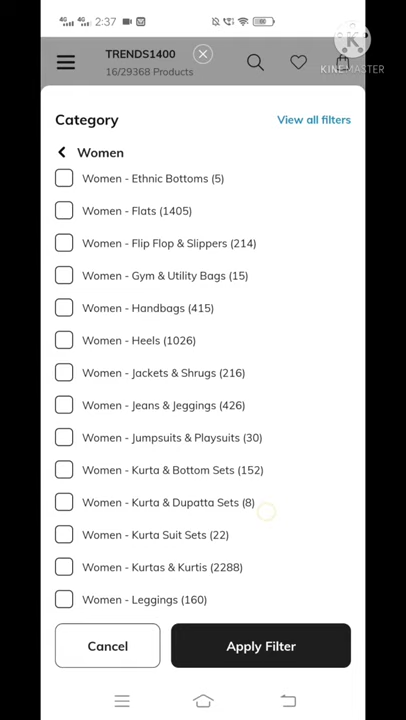 4G 4G 2:37
TRENDS1400
16/29368 Products
KINEMASTER
Category
View all filters
Women
Women - Ethnic Bottoms (5)
Women - Flats (1405)
Women - Flip Flop & Slippers (214)
Women - Gym & Utility Bags (15)
Women - Handbags (415)
Women - Heels (1026)
Women - Jackets & Shrugs (216)
Women - Jeans & Jeggings (426)
Women - Jumpsuits & Playsuits (30)
Women - Kurta & Bottom Sets (152)
Women - Kurta & Dupatta Sets (8)
Women - Kurta Suit Sets (22)
Women - Kurtas & Kurtis (2288)
Women - Leggings (160)
Cancel
Apply Filter